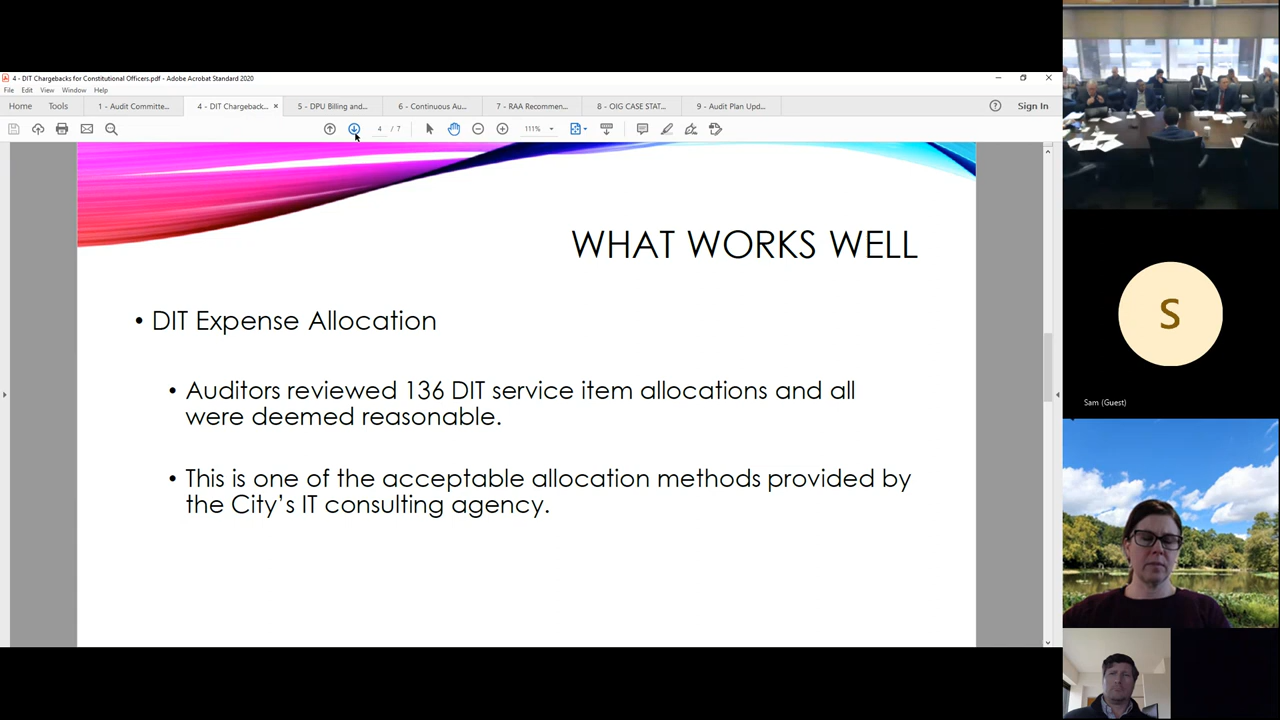 4 - DIT Chargebacks for Constitutional Officers.pdf - Adobe Acrobat Standard 2020
File Edit View Window Help
Home Tools 1 - Audit Committe... 4 - DIT Chargeback... × 5 - DPU Billing and... 6 - Continuous Au... 7 - RAA Recommen... 8 - OIG CASE STAT... 9 - Audit Plan Upd... Sign In
4 / 7 111%
WHAT WORKS WELL
• DIT Expense Allocation
• Auditors reviewed 136 DIT service item allocations and all
were deemed reasonable.
• This is one of the acceptable allocation methods provided by
the City's IT consulting agency.
S
Sam (Guest)